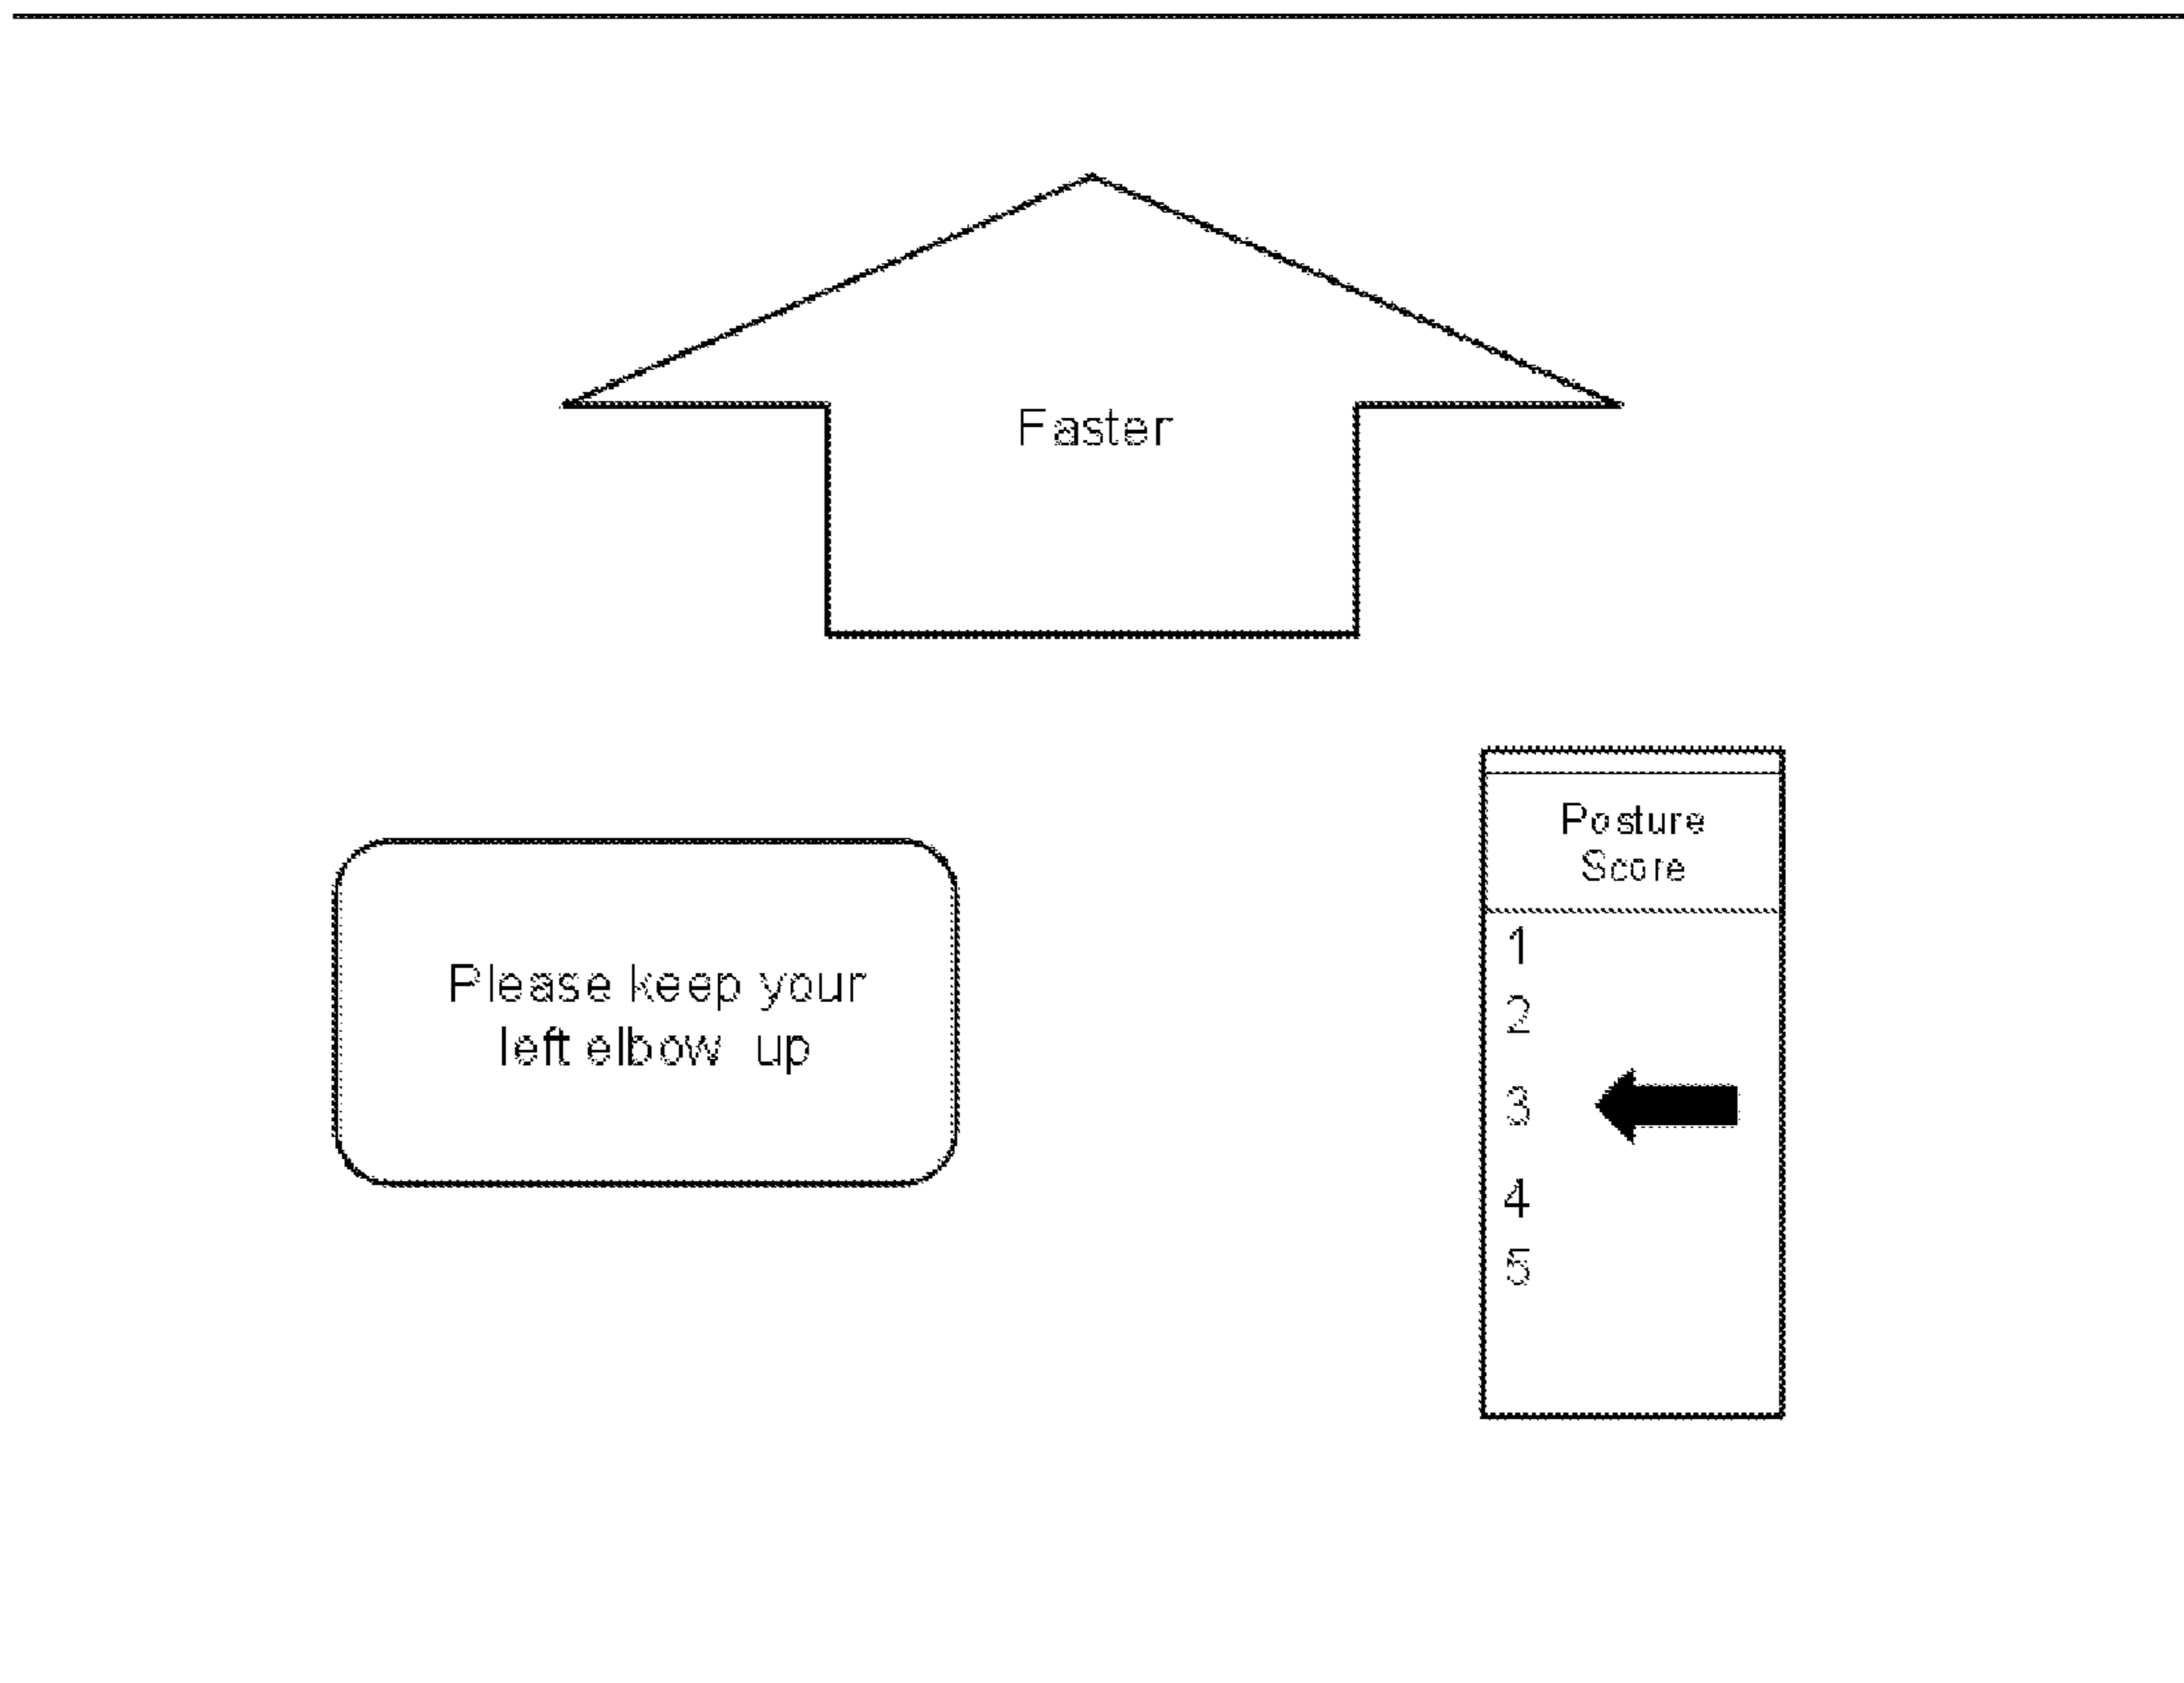 Faster
Please keep your
left elbow up
Posture
Score
1
2
3
4
5